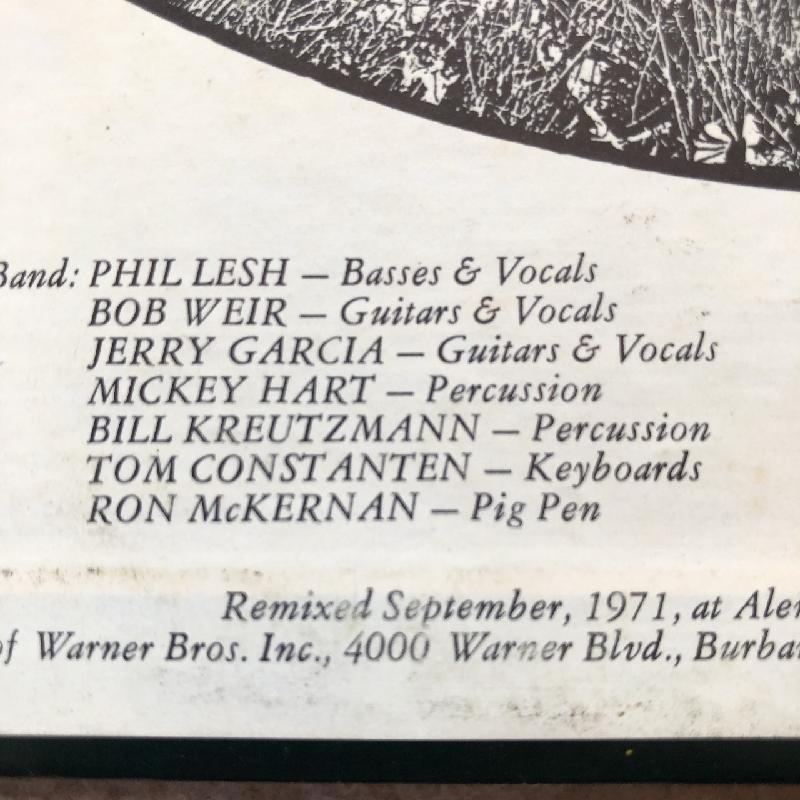 Band: PHIL LESH — Basses & Vocals
BOB WEIR — Guitars & Vocals
JERRY GARCIA — Guitars & Vocals
MICKEY HART — Percussion
BILL KREUTZMANN — Percussion
TOM CONSTANTEN — Keyboards
RON McKERNAN — Pig Pen
Remixed September, 1971, at
of Warner Bros. Inc., 4000 Warner Blvd.,